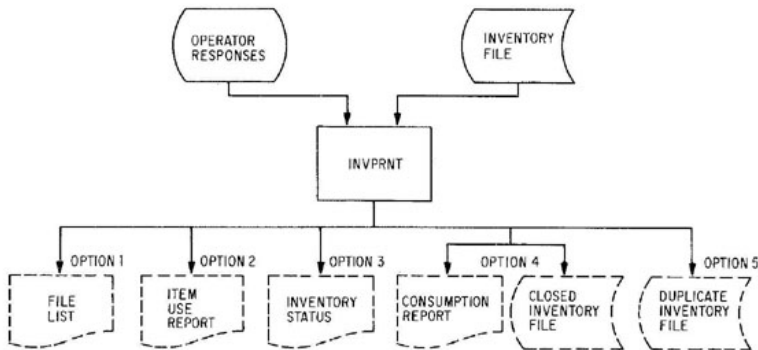 OPERATOR
RESPONSES
INVENTORY
FILE
INVPRNT
OPTION 1
OPTION 2
OPTION 3
OPTION 4
OPTION 5
FILE
LIST
ITEM
USE
REPORT
INVENTORY
STATUS
CONSUMPTION
REPORT
CLOSED
INVENTORY
FILE
DUPLICATE
INVENTORY
FILE